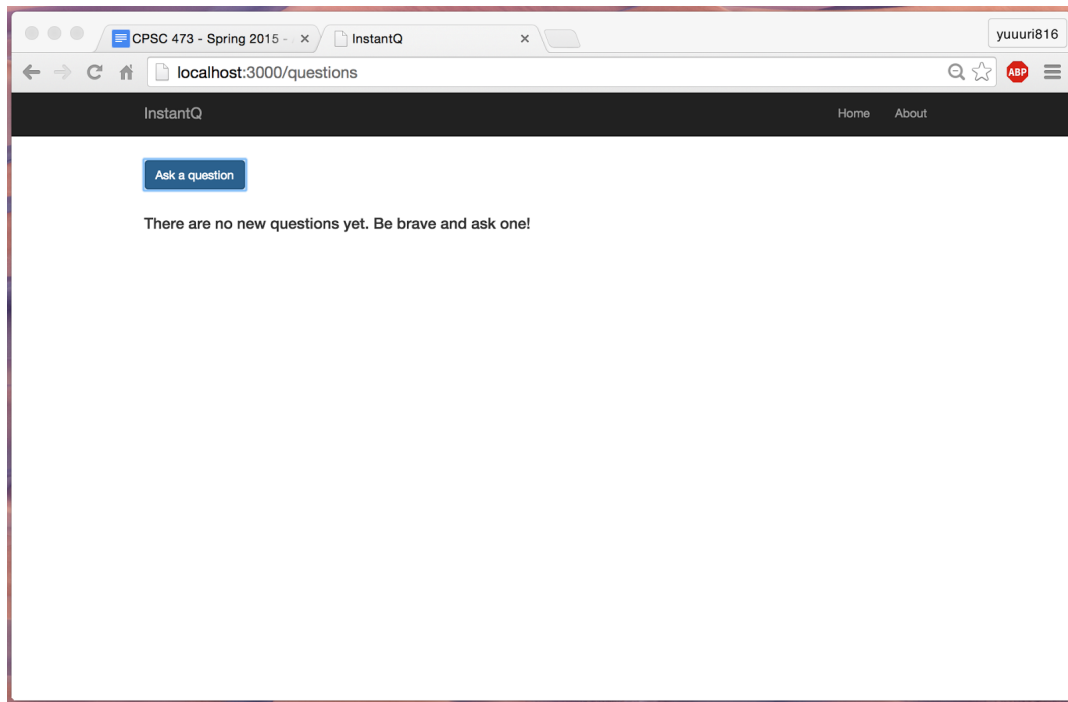 CPSC 473 - Spring 2015 -
InstantQ
yuuuri816
localhost:3000/questions
ABP
InstantQ
Home
About
Ask a question
There are no new questions yet. Be brave and ask one!